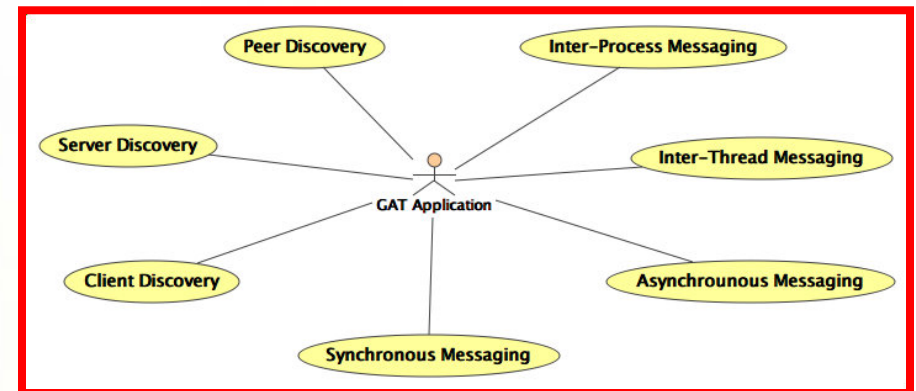 Peer Discovery
Inter-Process Messaging
Server Discovery
Inter-Thread Messaging
GAT Application
Client Discovery
Asynchrounous Messaging
Synchronous Messaging